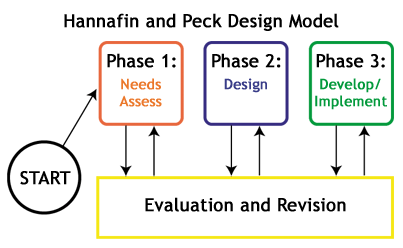 Hannafin and Peck Design Model
Phase 1:
Needs
Assess
Phase 2:
Design
Phase 3:
Develop/
Implement
START
Evaluation and Revision